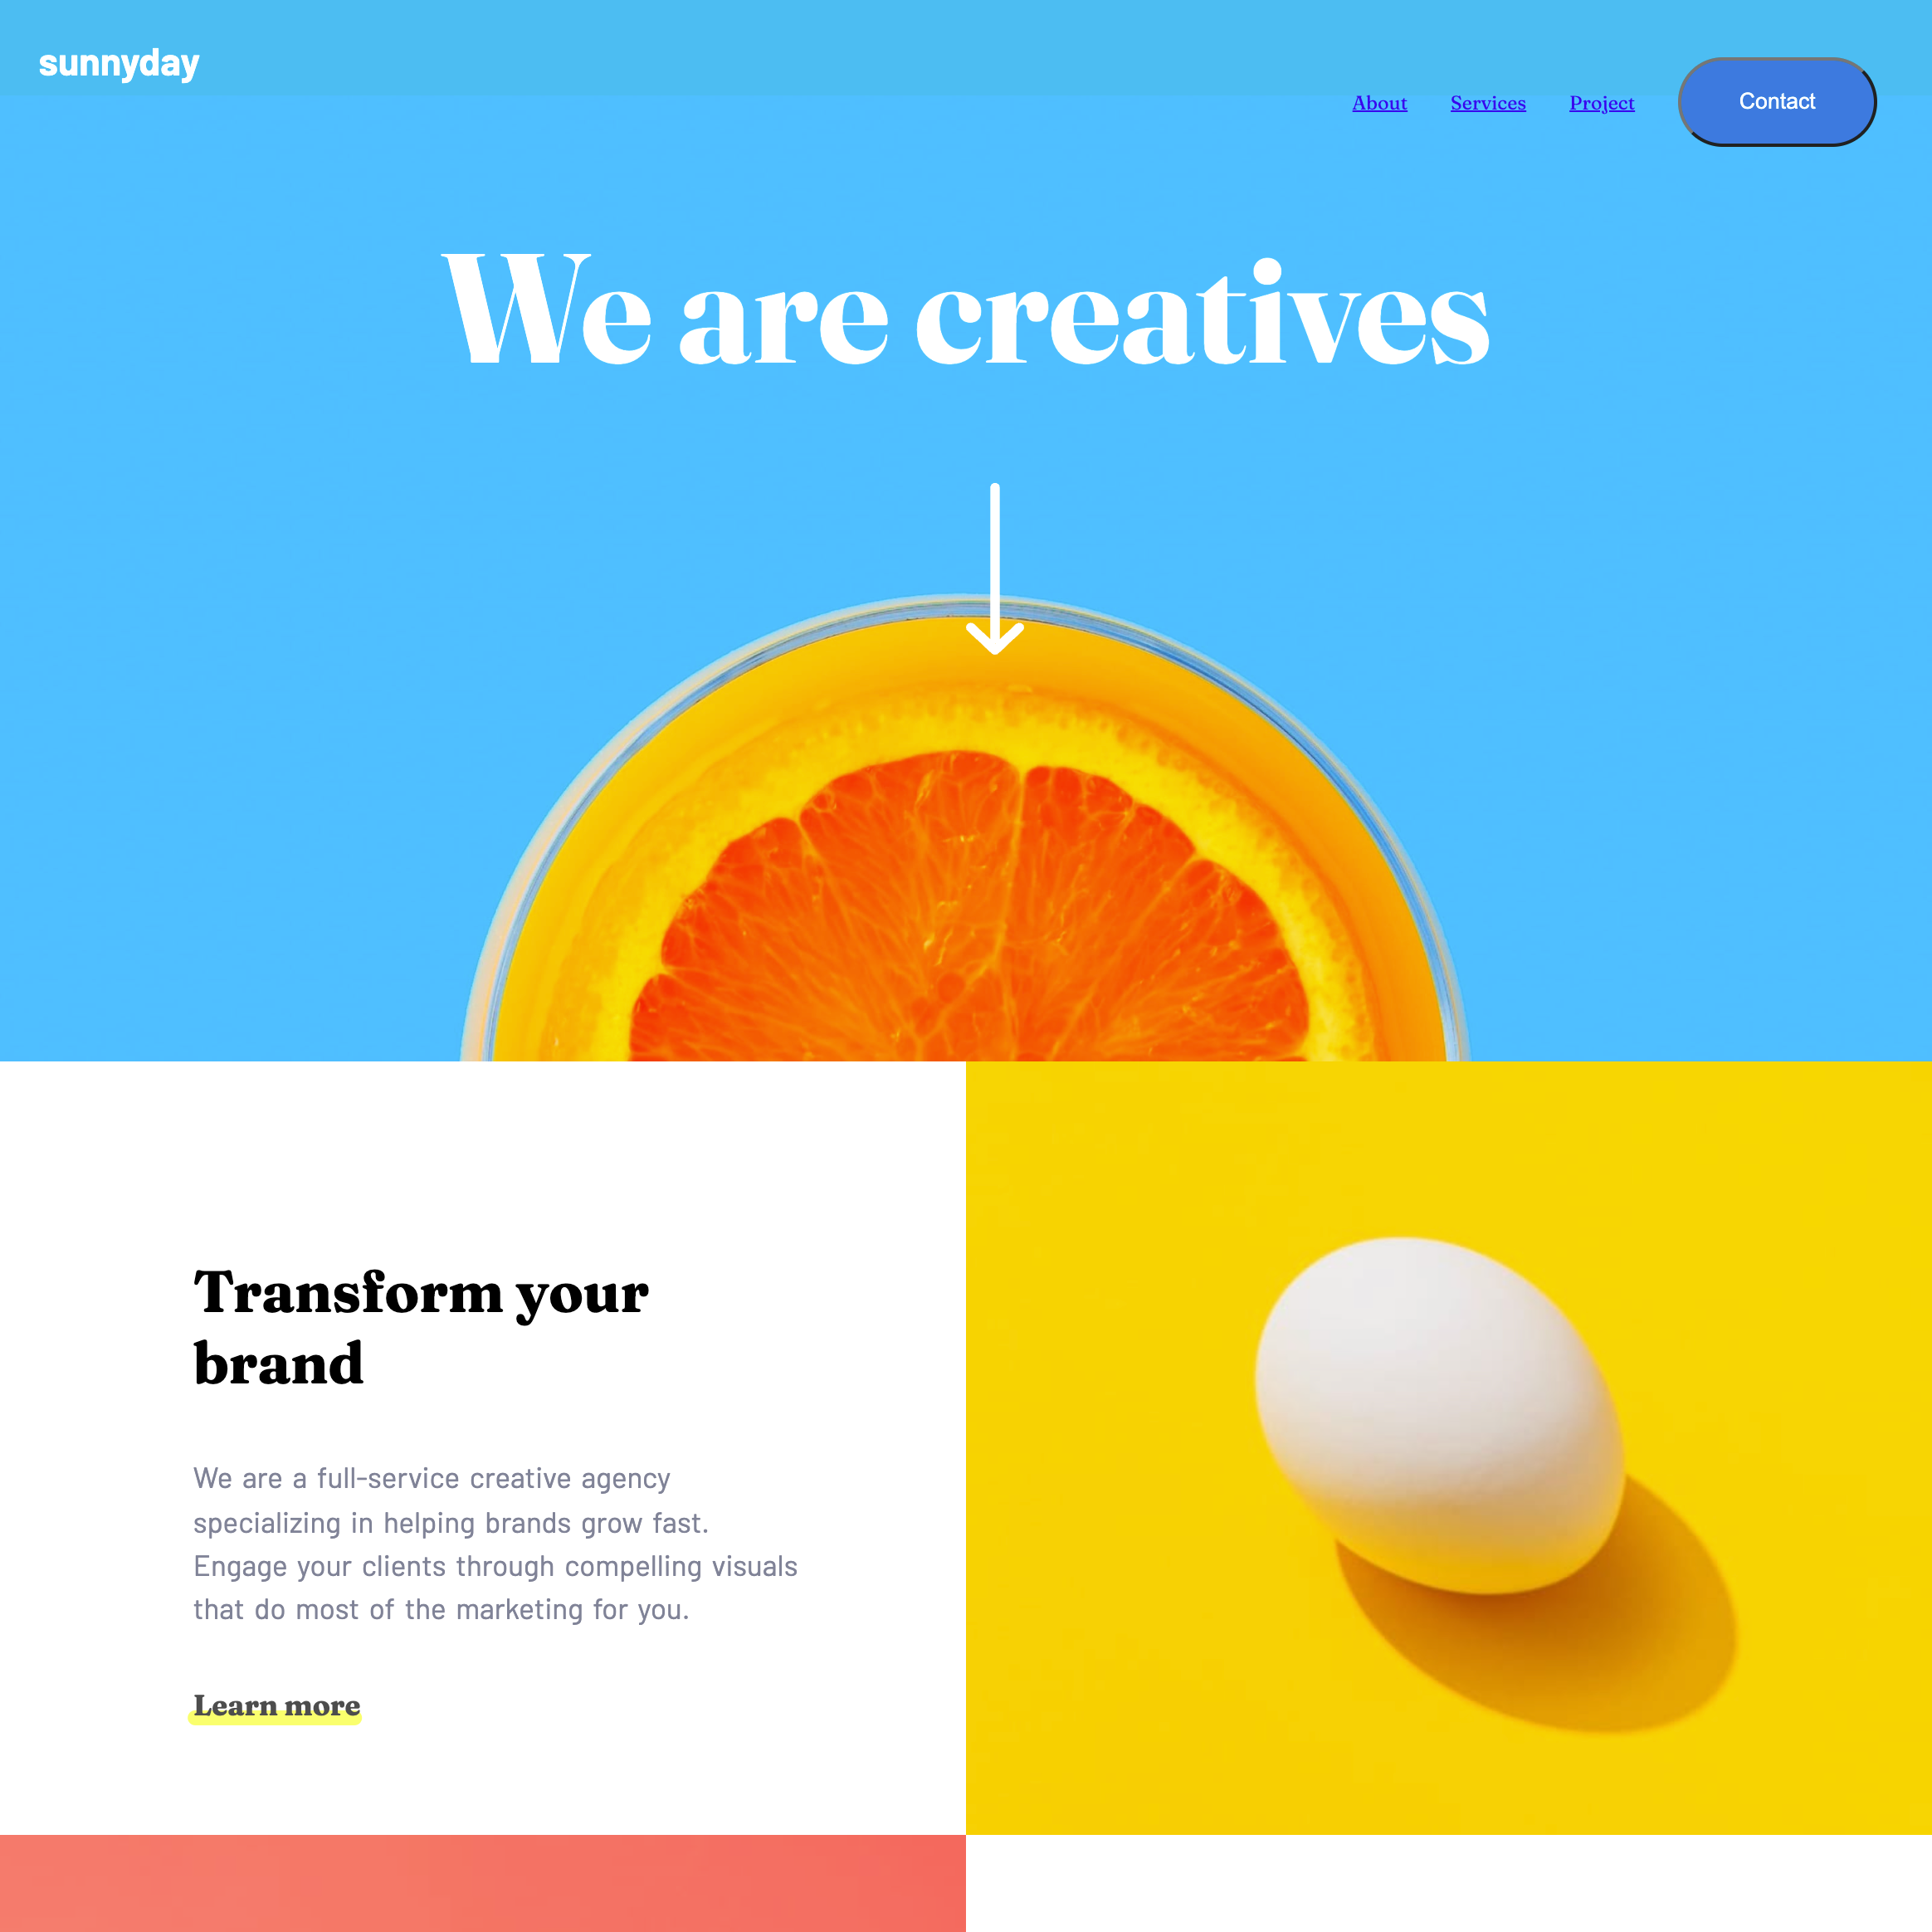 sunnyday
About Services Project Contact
We are creatives
Transform your
brand
We are a full-service creative agency
specializing in helping brands grow fast.
Engage your clients through compelling visuals
that do most of the marketing for you.
Learn more